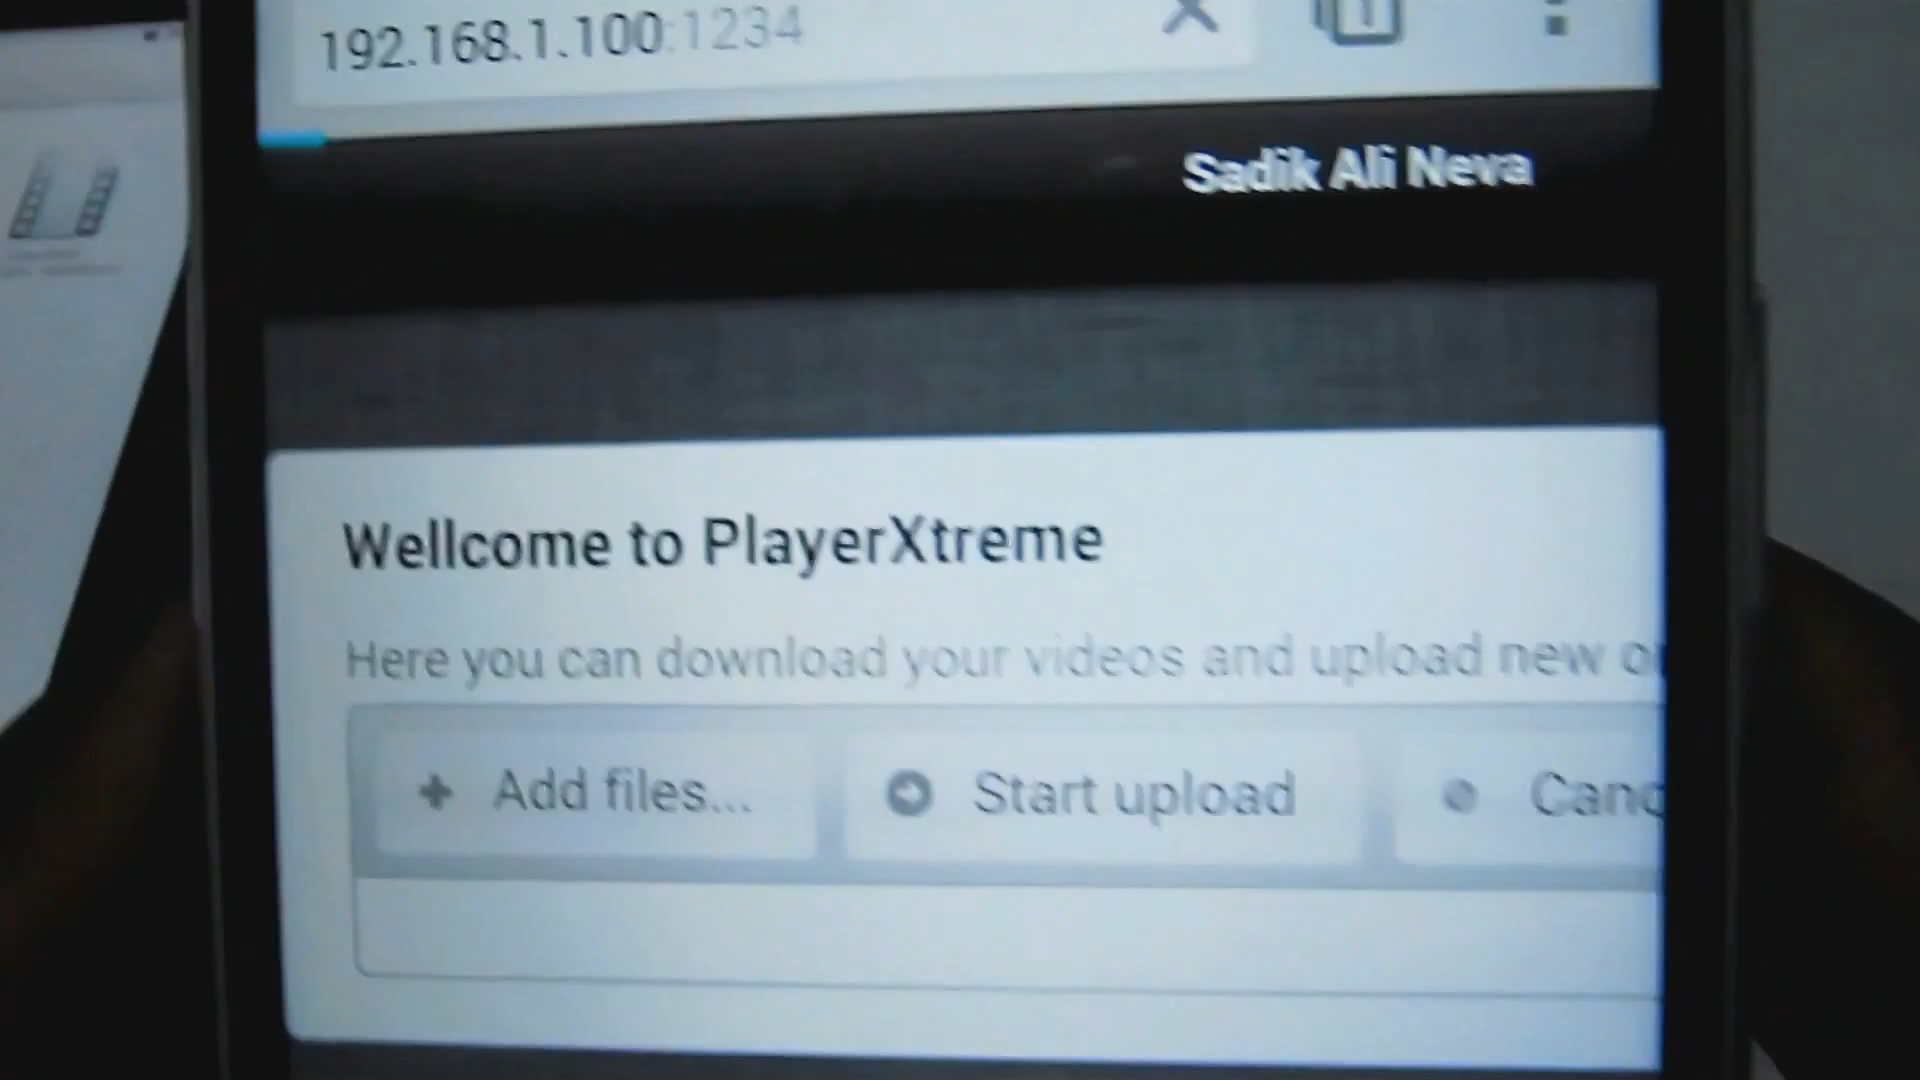 192.168.1.100:1234
1
Sadik Ali Neva
Wellcome to PlayerXtreme
Here you can download your videos and upload new
Add files...
Start upload